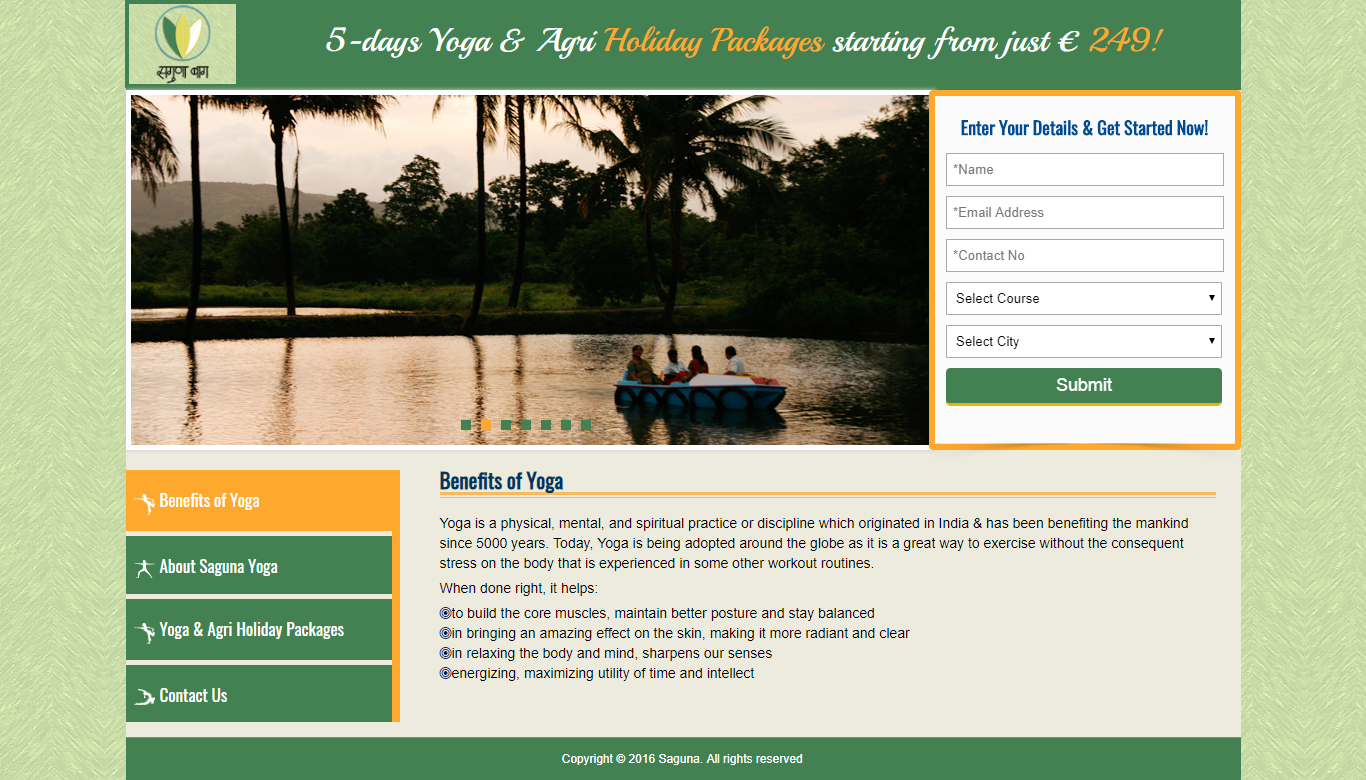 सगुणा बाग
5-days Yoga & Agri Holiday Packages starting from just € 249!
Enter Your Details & Get Started Now!
*Name
*Email Address
*Contact No
Select Course
Select City
Submit
Benefits of Yoga
About Saguna Yoga
Yoga & Agri Holiday Packages
Contact Us
Benefits of Yoga
Yoga is a physical, mental, and spiritual practice or discipline which originated in India & has been benefiting the mankind
since 5000 years. Today, Yoga is being adopted around the globe as it is a great way to exercise without the consequent
stress on the body that is experienced in some other workout routines.
When done right, it helps:
to build the core muscles, maintain better posture and stay balanced
in bringing an amazing effect on the skin, making it more radiant and clear
in relaxing the body and mind, sharpens our senses
energizing, maximizing utility of time and intellect
Copyright © 2016 Saguna. All rights reserved